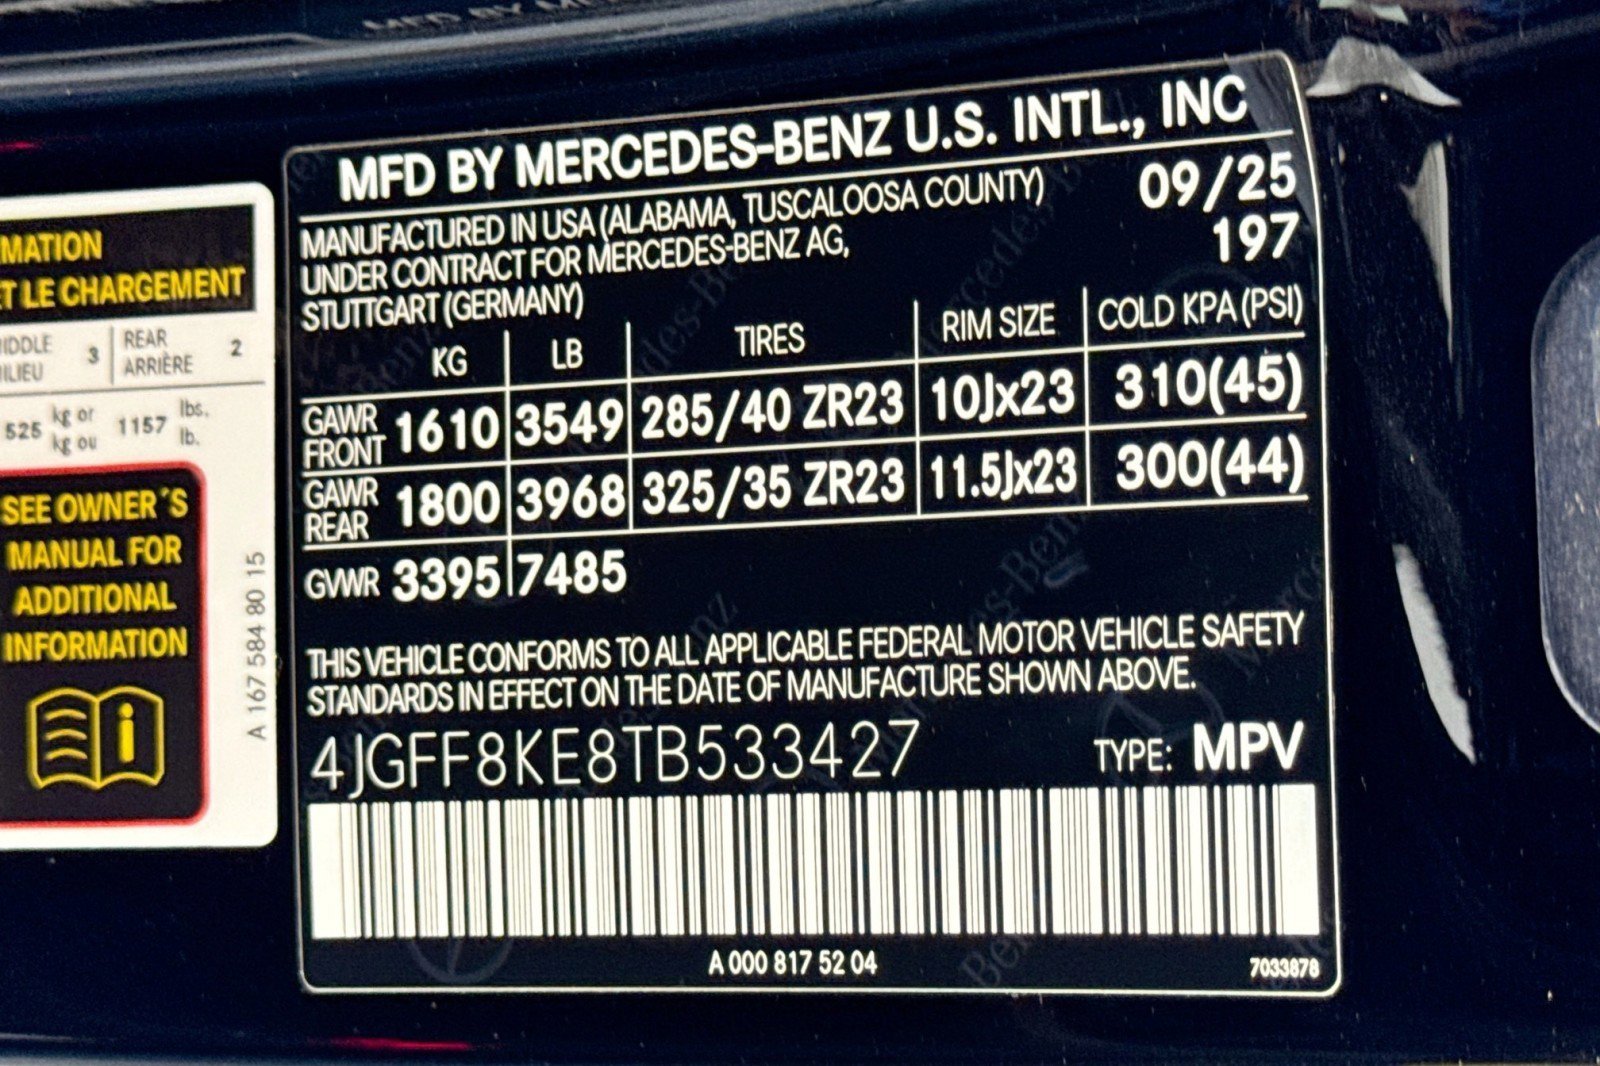 MATION
ET LE CHARGEMENT
IDDLE
ILIEU
3
REAR
ARRIÈRE
2
525 kg or kg ou 1157 lbs. lb.
SEE OWNER´S
MANUAL FOR
ADDITIONAL
INFORMATION
i
A 167 584 80 15
MFD BY MERCEDES-BENZ U.S. INTL., INC
MANUFACTURED IN USA (ALABAMA, TUSCALOOSA COUNTY) 09/25
UNDER CONTRACT FOR MERCEDES-BENZ AG, 197
STUTTGART (GERMANY)
KG LB TIRES RIM SIZE COLD KPA (PSI)
GAWR FRONT 1610 3549 285/40 ZR23 10Jx23 310(45)
GAWR REAR 1800 3968 325/35 ZR23 11.5Jx23 300(44)
GVWR 3395 7485
THIS VEHICLE CONFORMS TO ALL APPLICABLE FEDERAL MOTOR VEHICLE SAFETY
STANDARDS IN EFFECT ON THE DATE OF MANUFACTURE SHOWN ABOVE.
4JGFF8KE8TB533427 TYPE: MPV
A 000 817 52 04
7033878